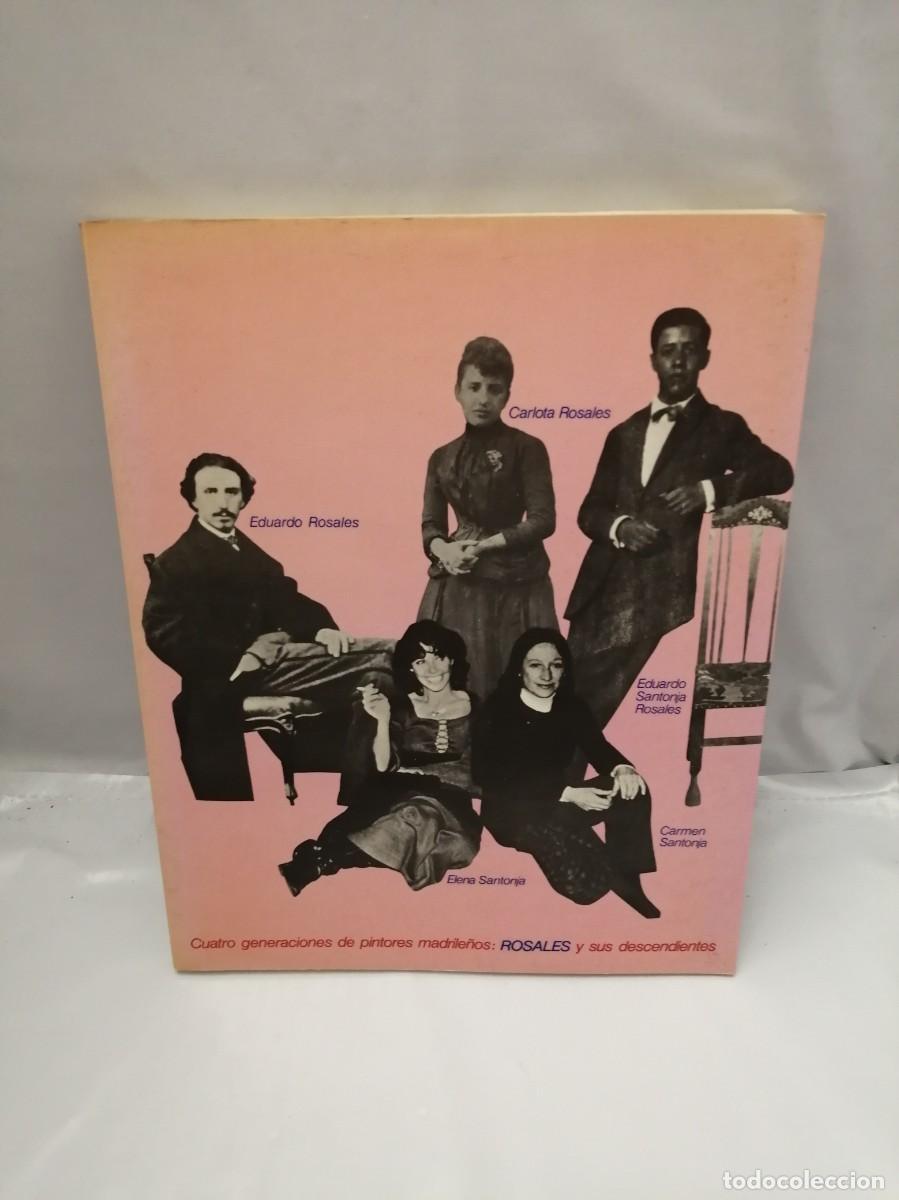 Carlota Rosales
Eduardo Rosales
Eduardo
Santonja
Rosales
Carmen
Santonja
Elena Santonja
Cuatro generaciones de pintores madrileños: ROSALES y sus descendientes
todocoleccion